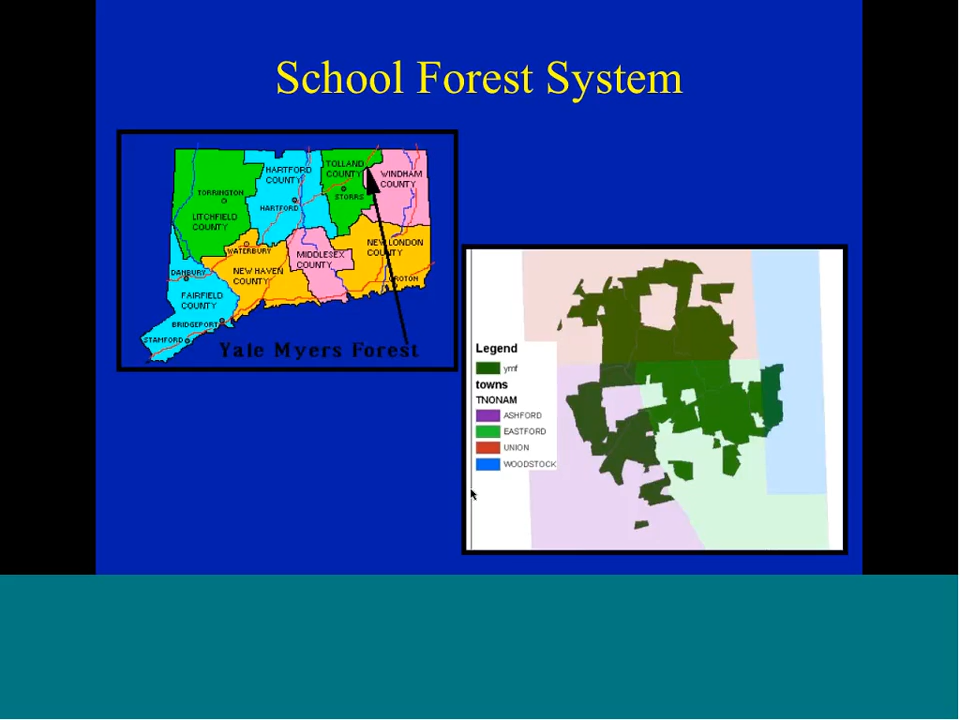 School Forest System
TOLLAND
COUNTY
HARTFORD
COUNTY
WINDHAM
COUNTY
TORRINGTON
STORRS
HARTFORD
LITCHFIELD
COUNTY
WATERBURY
MIDDLESEX
COUNTY
NEW LONDON
COUNTY
DANBURY
NEW HAVEN
COUNTY
GROTON
FAIRFIELD
COUNTY
BRIDGEPORT
STAMFORD
Yale Myers Forest
Legend
ymf
towns
TNONAM
ASHFORD
EASTFORD
UNION
WOODSTOCK